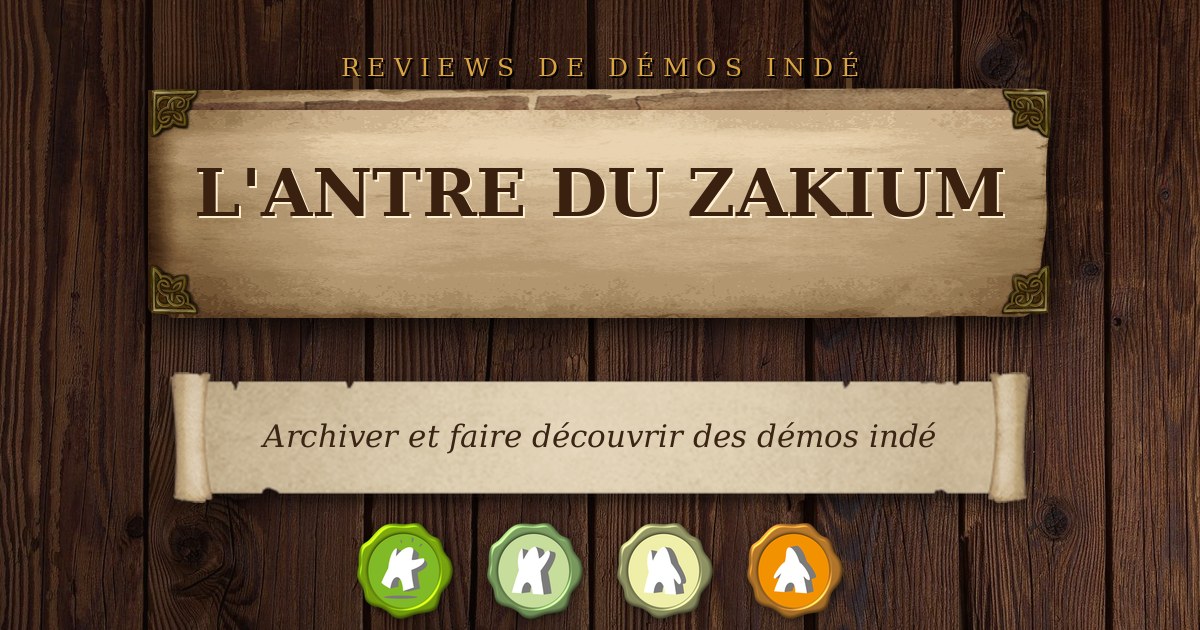 REVIEWS DE DÉMOS INDÉ
L'ANTRE DU ZAKIUM
Archiver et faire découvrir des démos indé